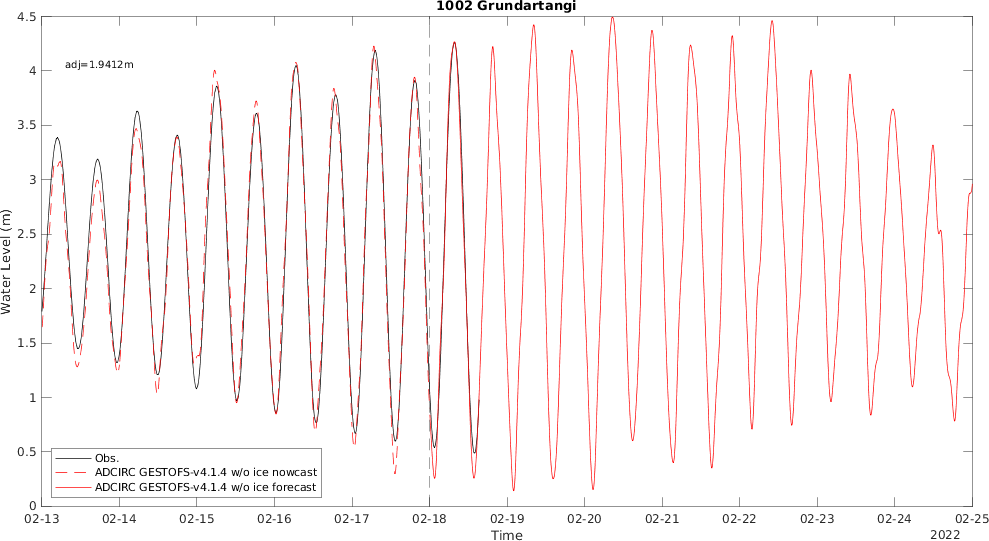 1002 Grundartangi
4.5
4
3.5
3
2.5
2
1.5
1
0.5
0
Water Level (m)
adj=1.9412m
Obs.
ADCIRC GESTOFS-v4.1.4 w/o ice nowcast
ADCIRC GESTOFS-v4.1.4 w/o ice forecast
02-13 02-14 02-15 02-16 02-17 02-18 02-19 02-20 02-21 02-22 02-23 02-24 02-25
Time
2022